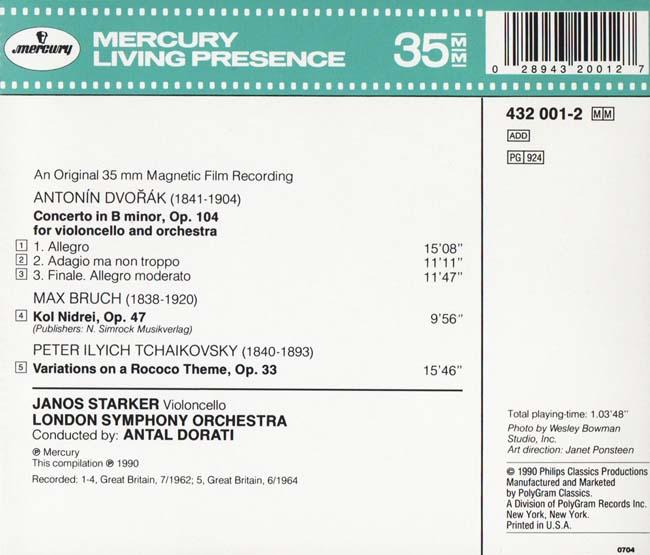 mercury
MERCURY
LIVING PRESENCE
35MM
0 28943 20012 7
432 001-2 MM
ADD
PG 924
An Original 35 mm Magnetic Film Recording
ANTONÍN DVOŘÁK (1841-1904)
Concerto in B minor, Op. 104
for violoncello and orchestra
1 1. Allegro 15'08"
2 2. Adagio ma non troppo 11'11"
3 3. Finale. Allegro moderato 11'47"
MAX BRUCH (1838-1920)
4 Kol Nidrei, Op. 47 9'56"
(Publishers: N. Simrock Musikverlag)
PETER ILYICH TCHAIKOVSKY (1840-1893)
5 Variations on a Rococo Theme, Op. 33 15'46"
JANOS STARKER Violoncello
LONDON SYMPHONY ORCHESTRA
Conducted by: ANTAL DORATI
℗ Mercury
This compilation ℗ 1990
Recorded: 1-4, Great Britain, 7/1962; 5, Great Britain, 6/1964
Total playing-time: 1.03'48"
Photo by Wesley Bowman
Studio, Inc.
Art direction: Janet Ponsteen
© 1990 Philips Classics Productions
Manufactured and Marketed
by PolyGram Classics.
A Division of PolyGram Records Inc.
New York, New York.
Printed in U.S.A.
0704